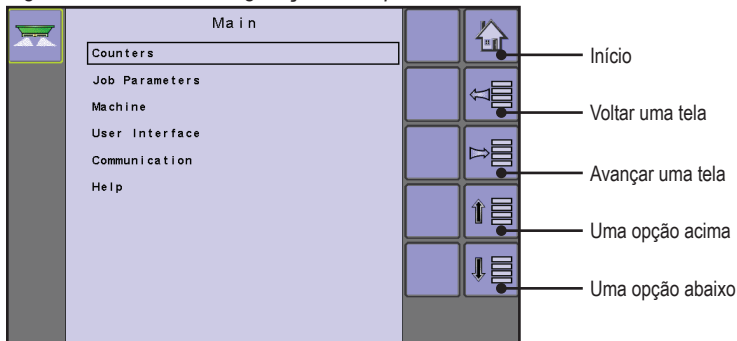 Main
Counters
Job Parameters
Machine
User Interface
Communication
Help
Início
Voltar uma tela
Avançar uma tela
Uma opção acima
Uma opção abaixo